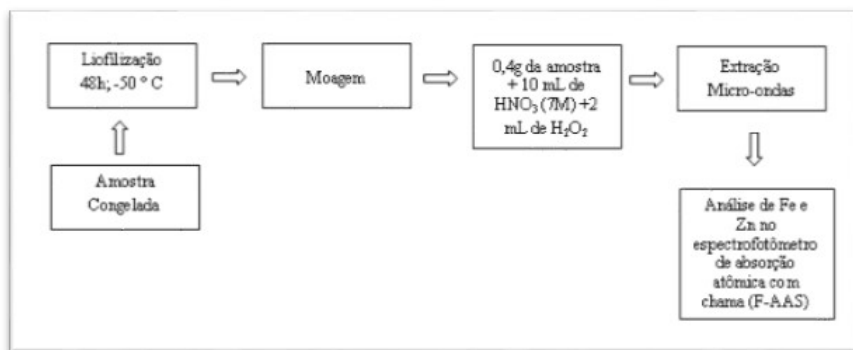 Liofilização
48h; -50 º C
Moagem
0,4g da amostra
+ 10 mL de
HNO₃ (7M) +2
mL de H₂O₂
Extração
Micro-ondas
Amostra
Congelada
Análise de Fe e
Zn no
espectrofotômetro
de absorção
atômica com
chama (F-AAS)